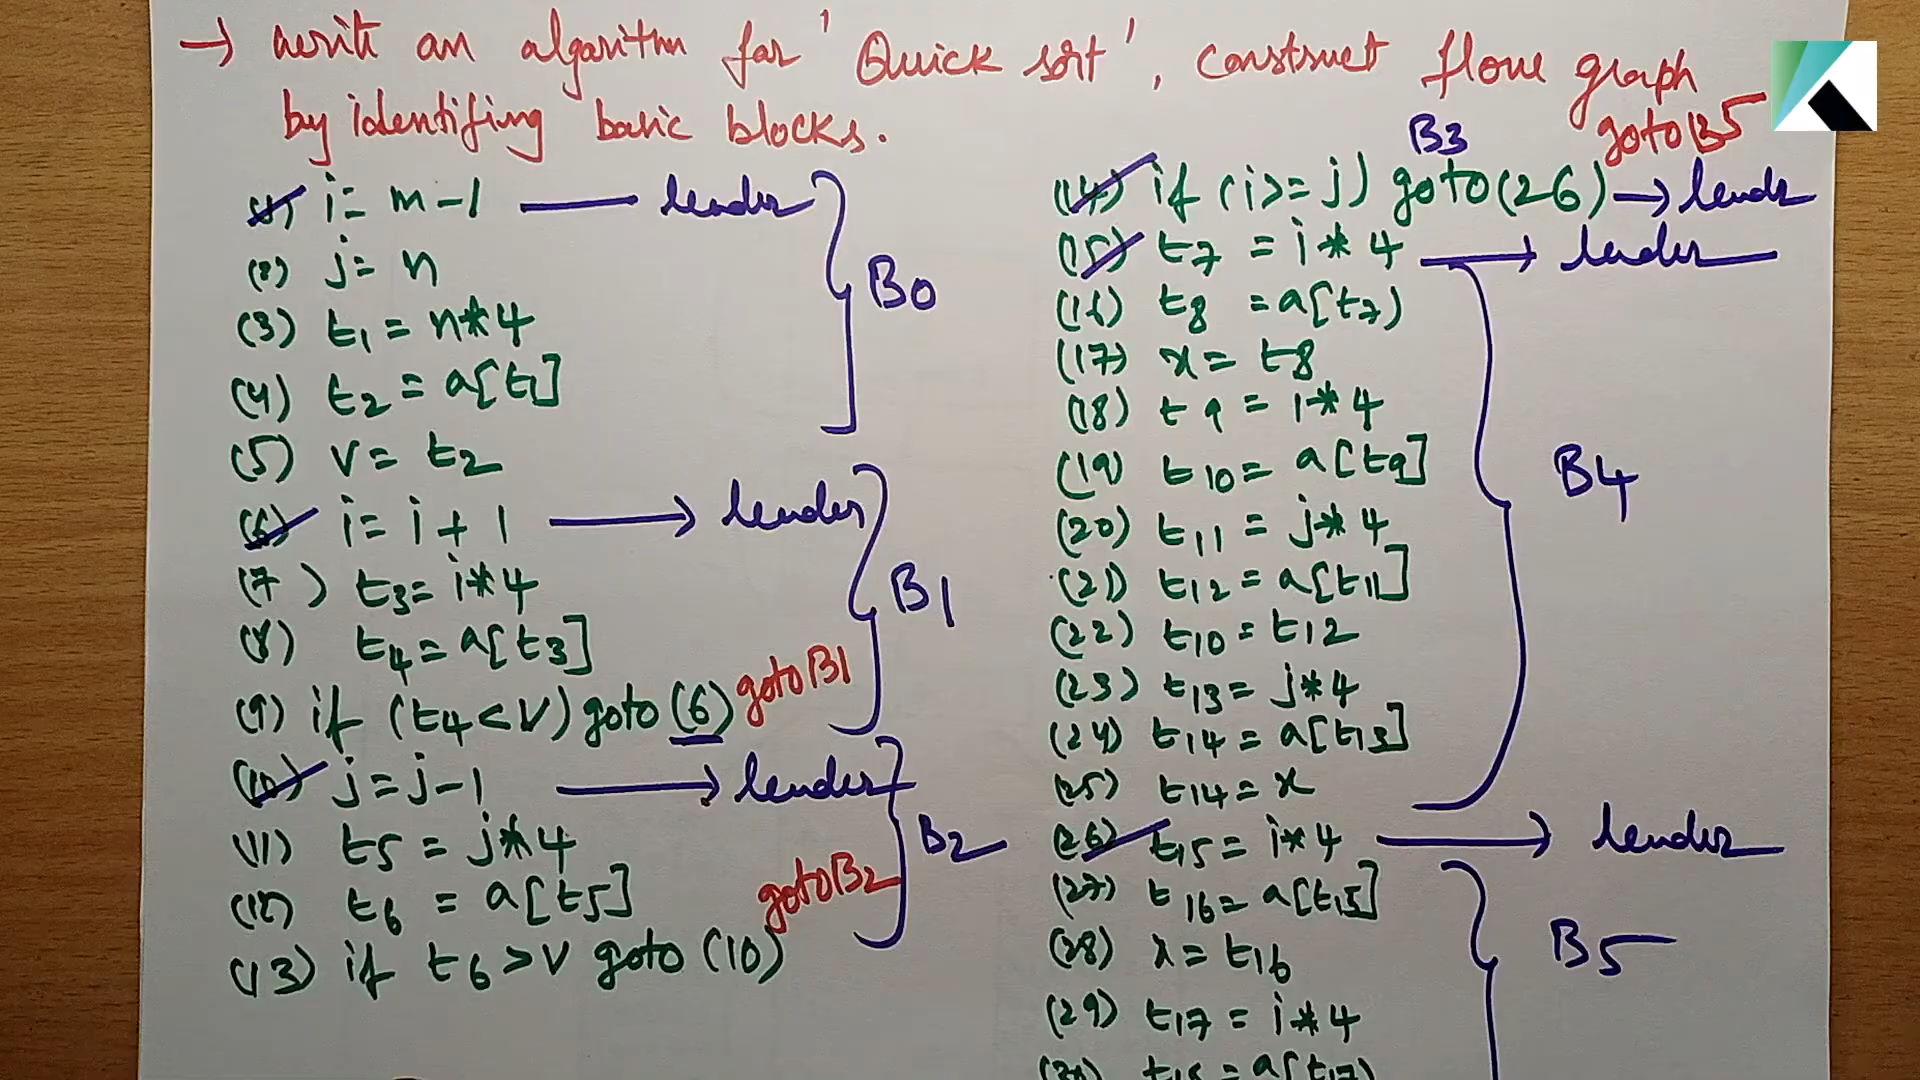 → write an algorithm for 'Quick sort', construct flow graph
by identifing basic blocks.
(1) i = m-1 — leader
(2) j = n
(3) t1 = n*4
(4) t2 = a[t1]
(5) v = t2
B0
(6) i = i + 1 → leader
(7) t3 = i*4
(8) t4 = a[t3]
(9) if (t4 < v) goto (6) goto B1
B1
(10) j = j-1 → leader
(11) t5 = j*4
(12) t6 = a[t5]
(13) if t6 > v goto (10)
goto B2
B2
B3
goto B5
(14) if (i >= j) goto (26) → leader
(15) t7 = i*4 → leader
(16) t8 = a[t7)
(17) x = t8
(18) t9 = i*4
(19) t10 = a[t9]
(20) t11 = j*4
(21) t12 = a[t11]
(22) t10 = t12
(23) t13 = j*4
(24) t14 = a[t13]
(25) t14 = x
B4
(26) t15 = i*4 → leader
(27) t16 = a[t15]
(28) x = t16
(29) t17 = i*4
(30) t18 = a[t17)
B5